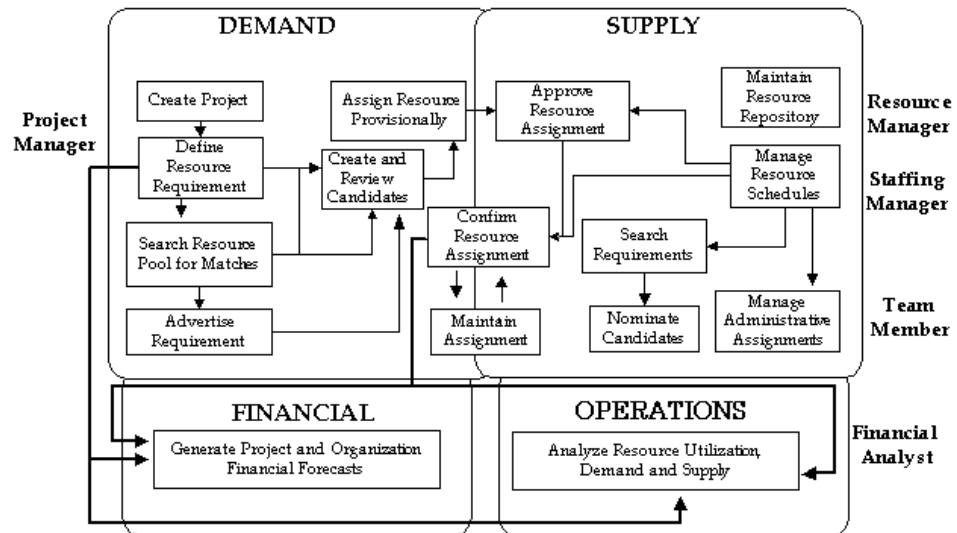 DEMAND
SUPPLY
Project
Manager
Create Project
Define
Resource
Requirement
Search Resource
Pool for Matches
Advertise
Requirement
Assign Resource
Provisionally
Create and
Review
Candidates
Approve
Resource
Assignment
Confirm
Resource
Assignment
Maintain
Assignment
Maintain
Resource
Repository
Manage
Resource
Schedules
Search
Requirements
Nominate
Candidates
Manage
Administrative
Assignments
Resource
Manager
Staffing
Manager
Team
Member
FINANCIAL
Generate Project and Organization
Financial Forecasts
OPERATIONS
Analyze Resource Utilization,
Demand and Supply
Financial
Analyst